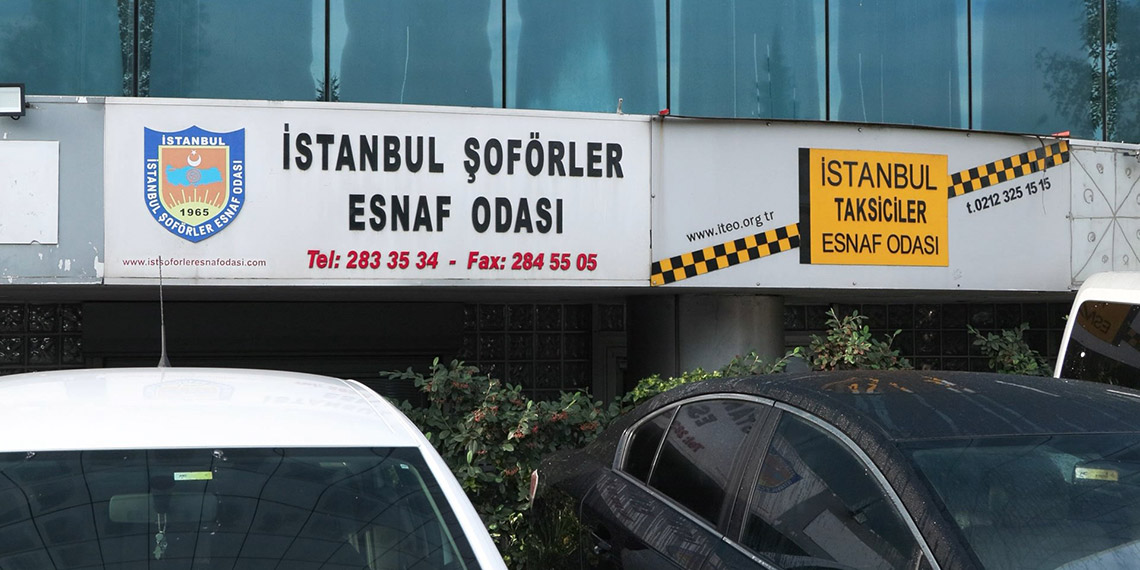 İSTANBUL
İSTANBUL ŞOFÖRLER ESNAF ODASI
1965
www.istsoforleresnafodasi.com
İSTANBUL ŞOFÖRLER
ESNAF ODASI
Tel: 283 35 34 - Fax: 284 55 05
www.iteo.org tr
İSTANBUL
TAKSİCİLER
ESNAF ODASI
t.0212 325 15 15